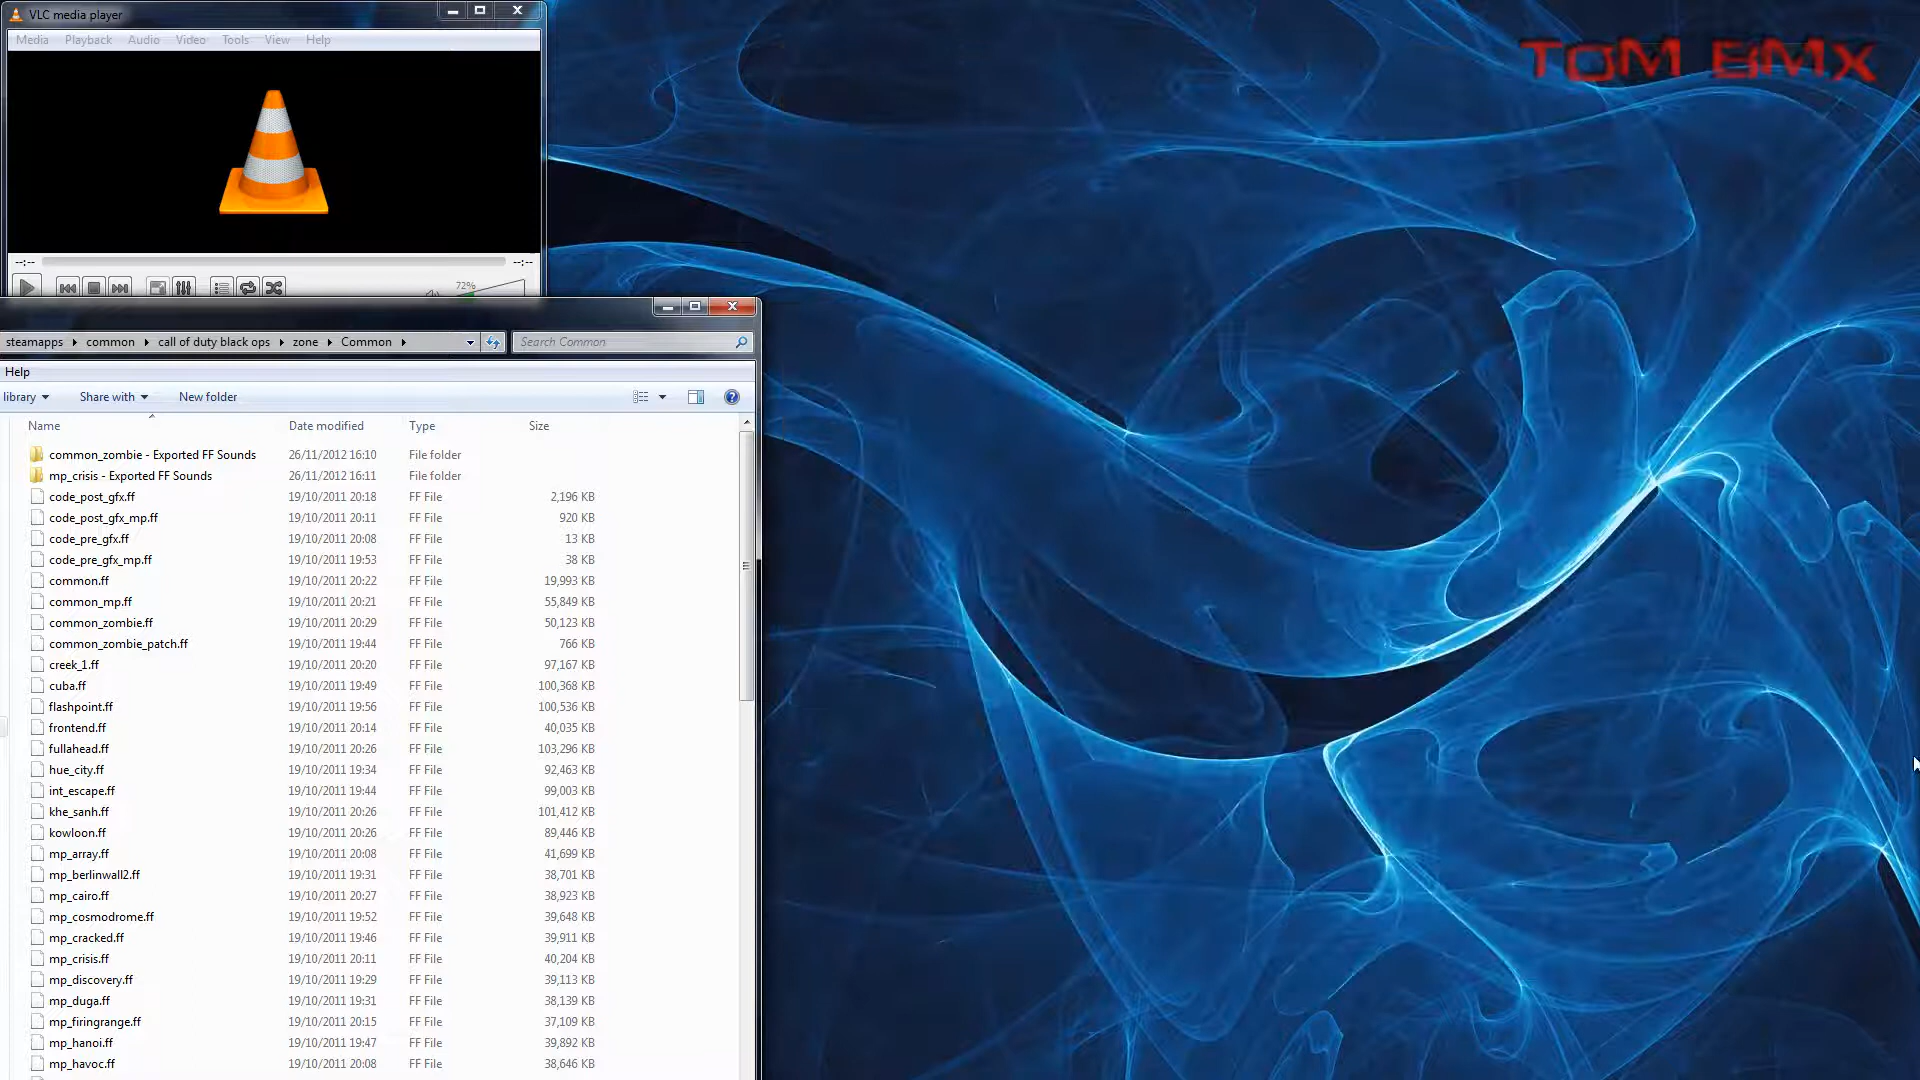 VLC media player
Media Playback Audio Video Tools View Help
TOM BMX
--:-- --:--
72%
steamapps common call of duty black ops zone Common Search Common
Help
library Share with New folder
Name Date modified Type Size
common_zombie - Exported FF Sounds 26/11/2012 16:10 File folder
mp_crisis - Exported FF Sounds 26/11/2012 16:11 File folder
code_post_gfx.ff 19/10/2011 20:18 FF File 2,196 KB
code_post_gfx_mp.ff 19/10/2011 20:11 FF File 920 KB
code_pre_gfx.ff 19/10/2011 20:08 FF File 13 KB
code_pre_gfx_mp.ff 19/10/2011 19:53 FF File 38 KB
common.ff 19/10/2011 20:22 FF File 19,993 KB
common_mp.ff 19/10/2011 20:21 FF File 55,849 KB
common_zombie.ff 19/10/2011 20:29 FF File 50,123 KB
common_zombie_patch.ff 19/10/2011 19:44 FF File 766 KB
creek_1.ff 19/10/2011 20:20 FF File 97,167 KB
cuba.ff 19/10/2011 19:49 FF File 100,368 KB
flashpoint.ff 19/10/2011 19:56 FF File 100,536 KB
frontend.ff 19/10/2011 20:14 FF File 40,035 KB
fullahead.ff 19/10/2011 20:26 FF File 103,296 KB
hue_city.ff 19/10/2011 19:34 FF File 92,463 KB
int_escape.ff 19/10/2011 19:44 FF File 99,003 KB
khe_sanh.ff 19/10/2011 20:26 FF File 101,412 KB
kowloon.ff 19/10/2011 20:26 FF File 89,446 KB
mp_array.ff 19/10/2011 20:08 FF File 41,699 KB
mp_berlinwall2.ff 19/10/2011 19:31 FF File 38,701 KB
mp_cairo.ff 19/10/2011 20:27 FF File 38,923 KB
mp_cosmodrome.ff 19/10/2011 19:52 FF File 39,648 KB
mp_cracked.ff 19/10/2011 19:46 FF File 39,911 KB
mp_crisis.ff 19/10/2011 20:11 FF File 40,204 KB
mp_discovery.ff 19/10/2011 19:29 FF File 39,113 KB
mp_duga.ff 19/10/2011 19:31 FF File 38,139 KB
mp_firingrange.ff 19/10/2011 20:15 FF File 37,109 KB
mp_hanoi.ff 19/10/2011 19:47 FF File 39,892 KB
mp_havoc.ff 19/10/2011 20:08 FF File 38,646 KB